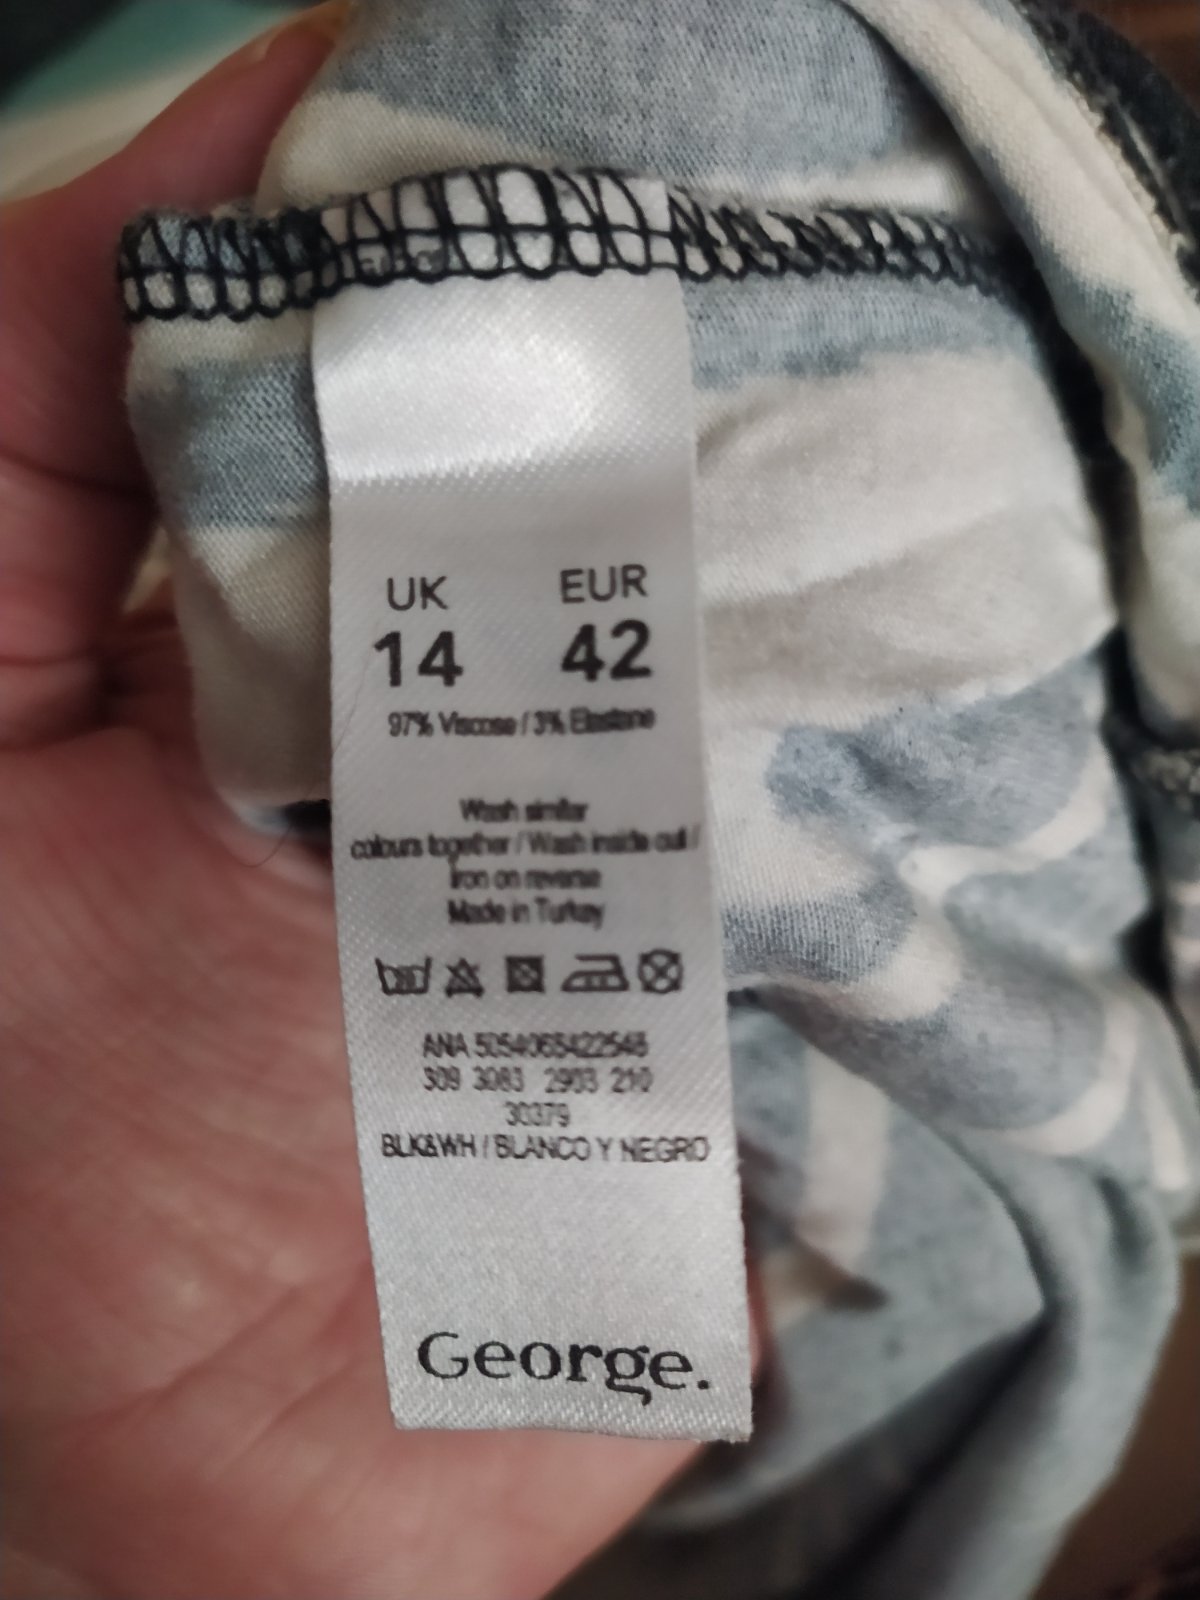 UK EUR
14 42
97% Viscose / 3% Elastane
Wash similar
colours together / Wash inside out /
Iron on reverse
Made in Turkey
ANA 5054065422548
309 3083 2903 210
30379
BLK&WH / BLANCO Y NEGRO
George.